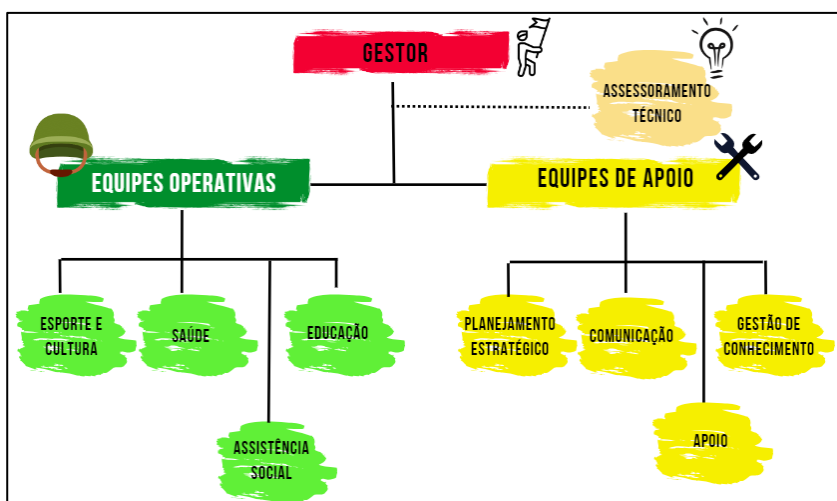 GESTOR
ASSESSORAMENTO
TÉCNICO
EQUIPES OPERATIVAS
EQUIPES DE APOIO
ESPORTE E
CULTURA
SAÚDE
EDUCAÇÃO
ASSISTÊNCIA
SOCIAL
PLANEJAMENTO
ESTRATÉGICO
COMUNICAÇÃO
GESTÃO DE
CONHECIMENTO
APOIO